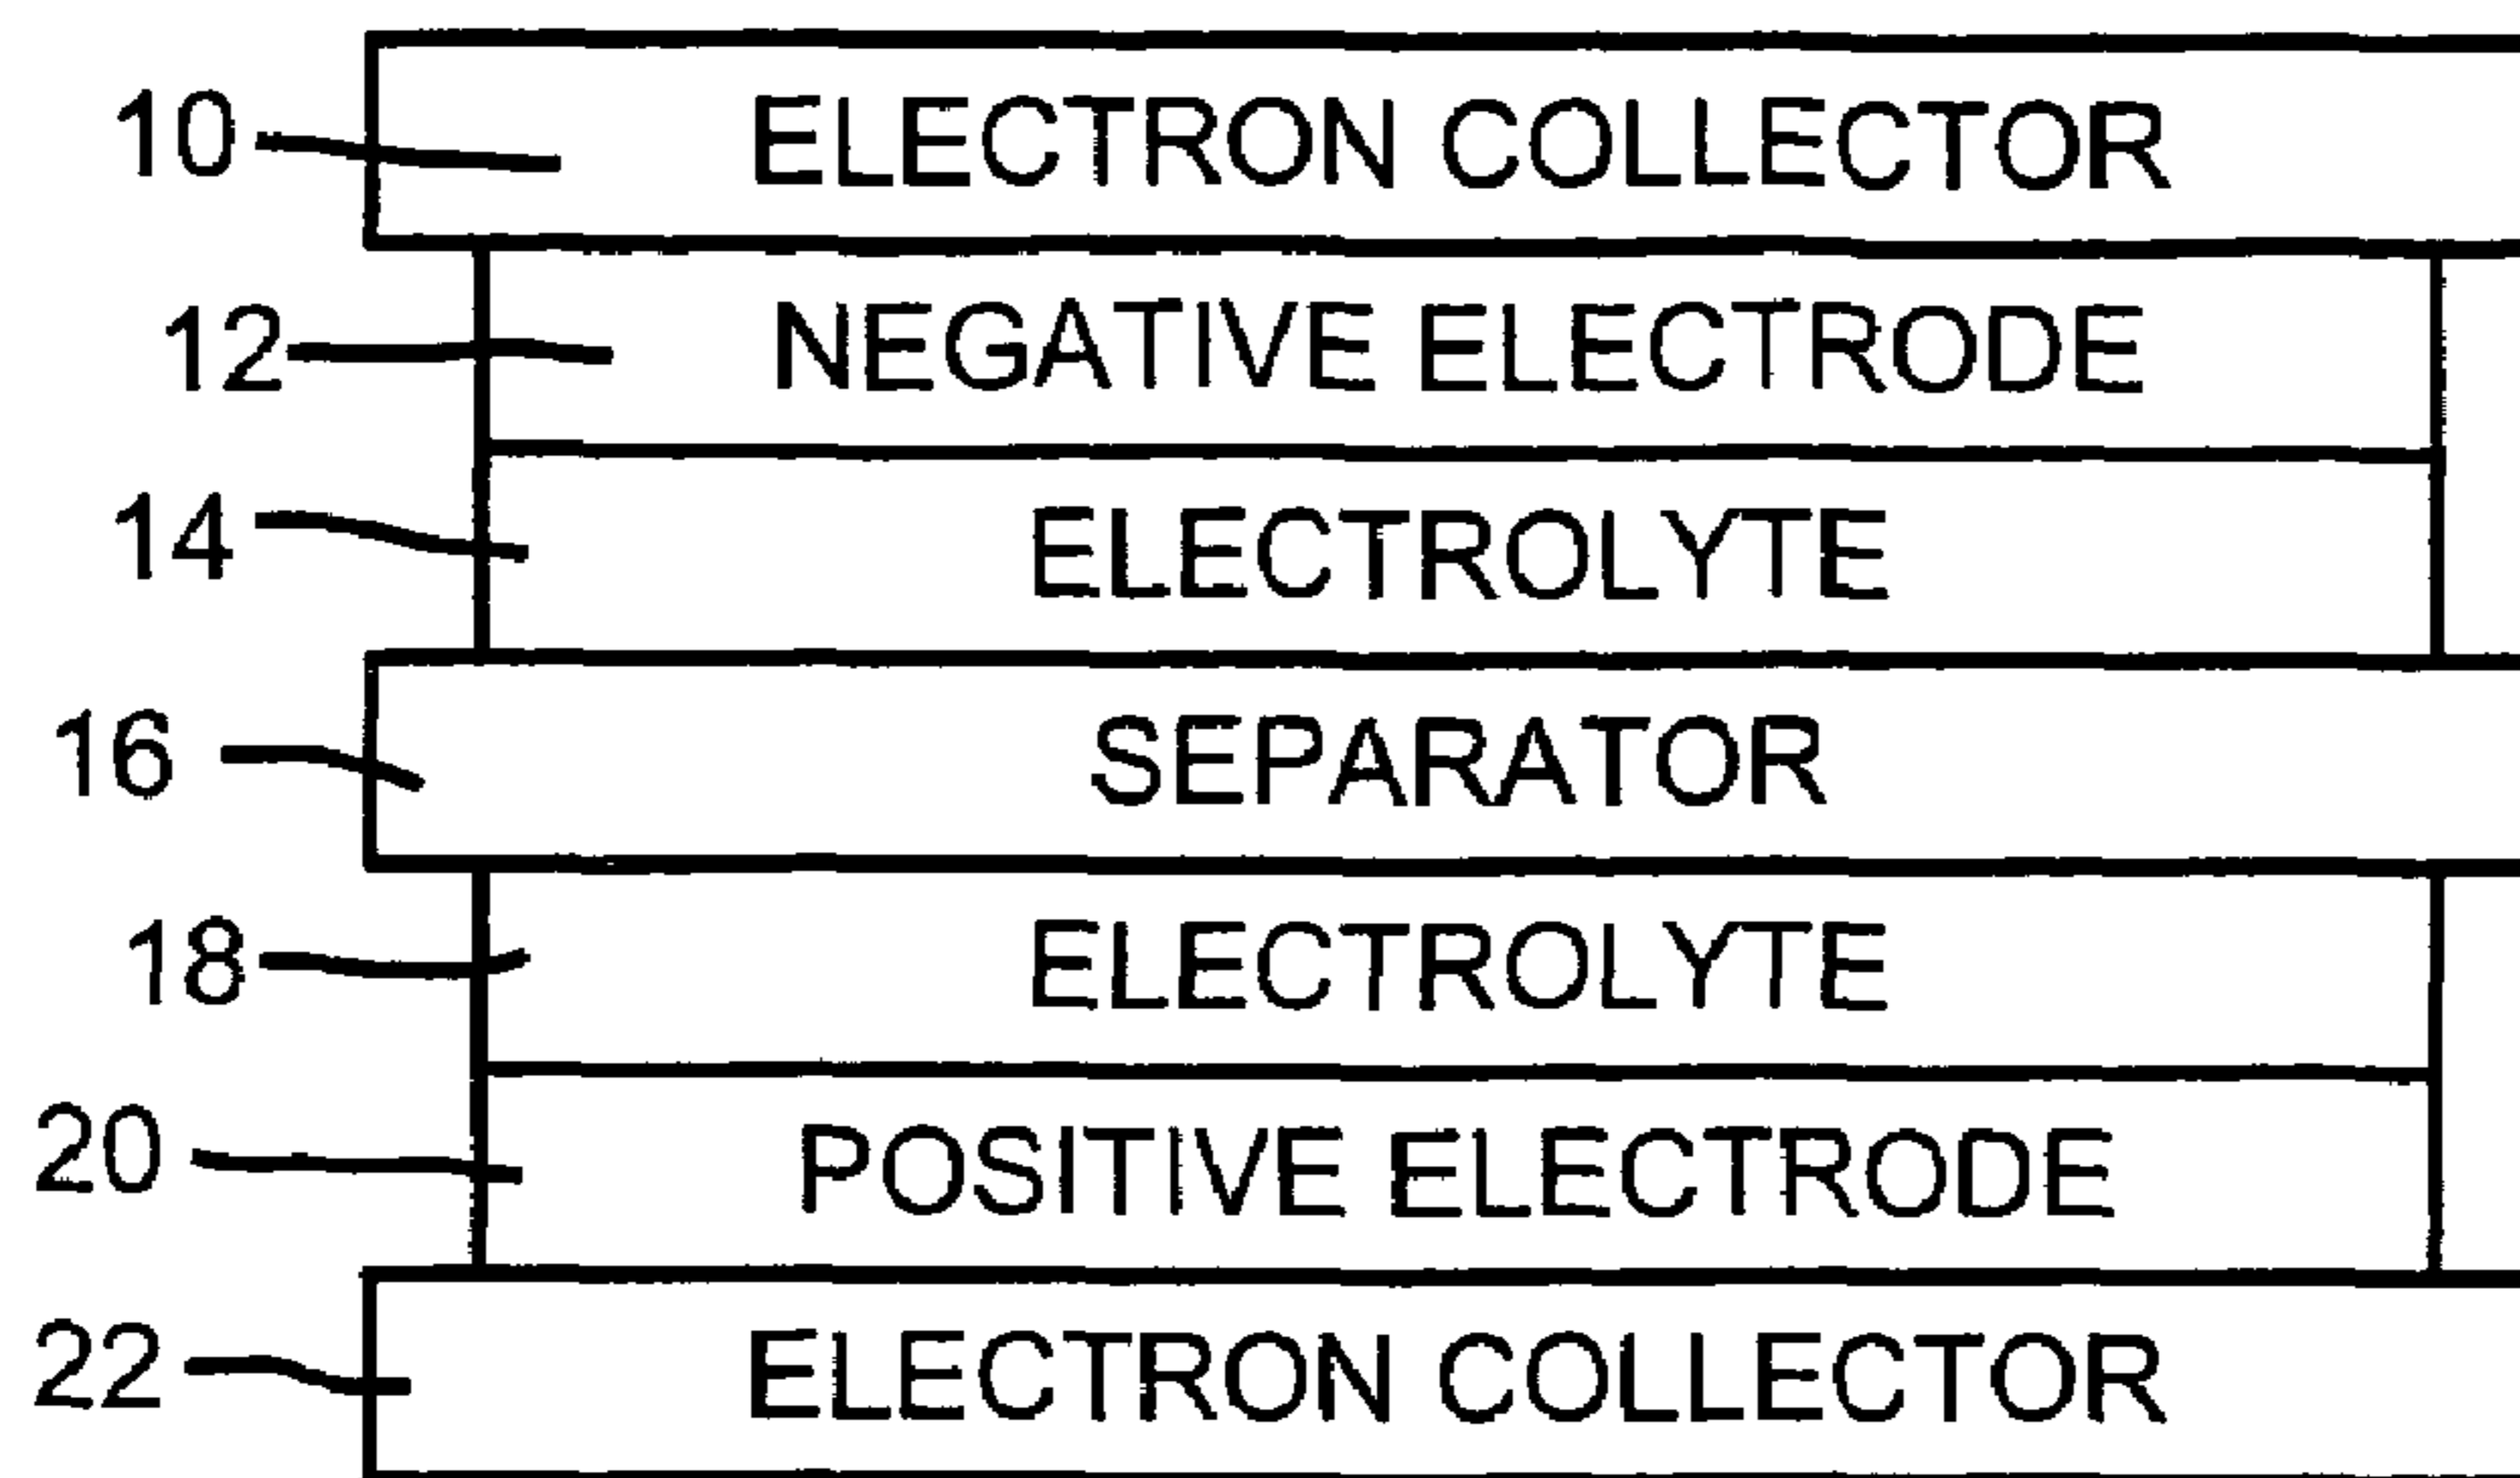 10 ELECTRON COLLECTOR
12 NEGATIVE ELECTRODE
14 ELECTROLYTE
16 SEPARATOR
18 ELECTROLYTE
20 POSITIVE ELECTRODE
22 ELECTRON COLLECTOR